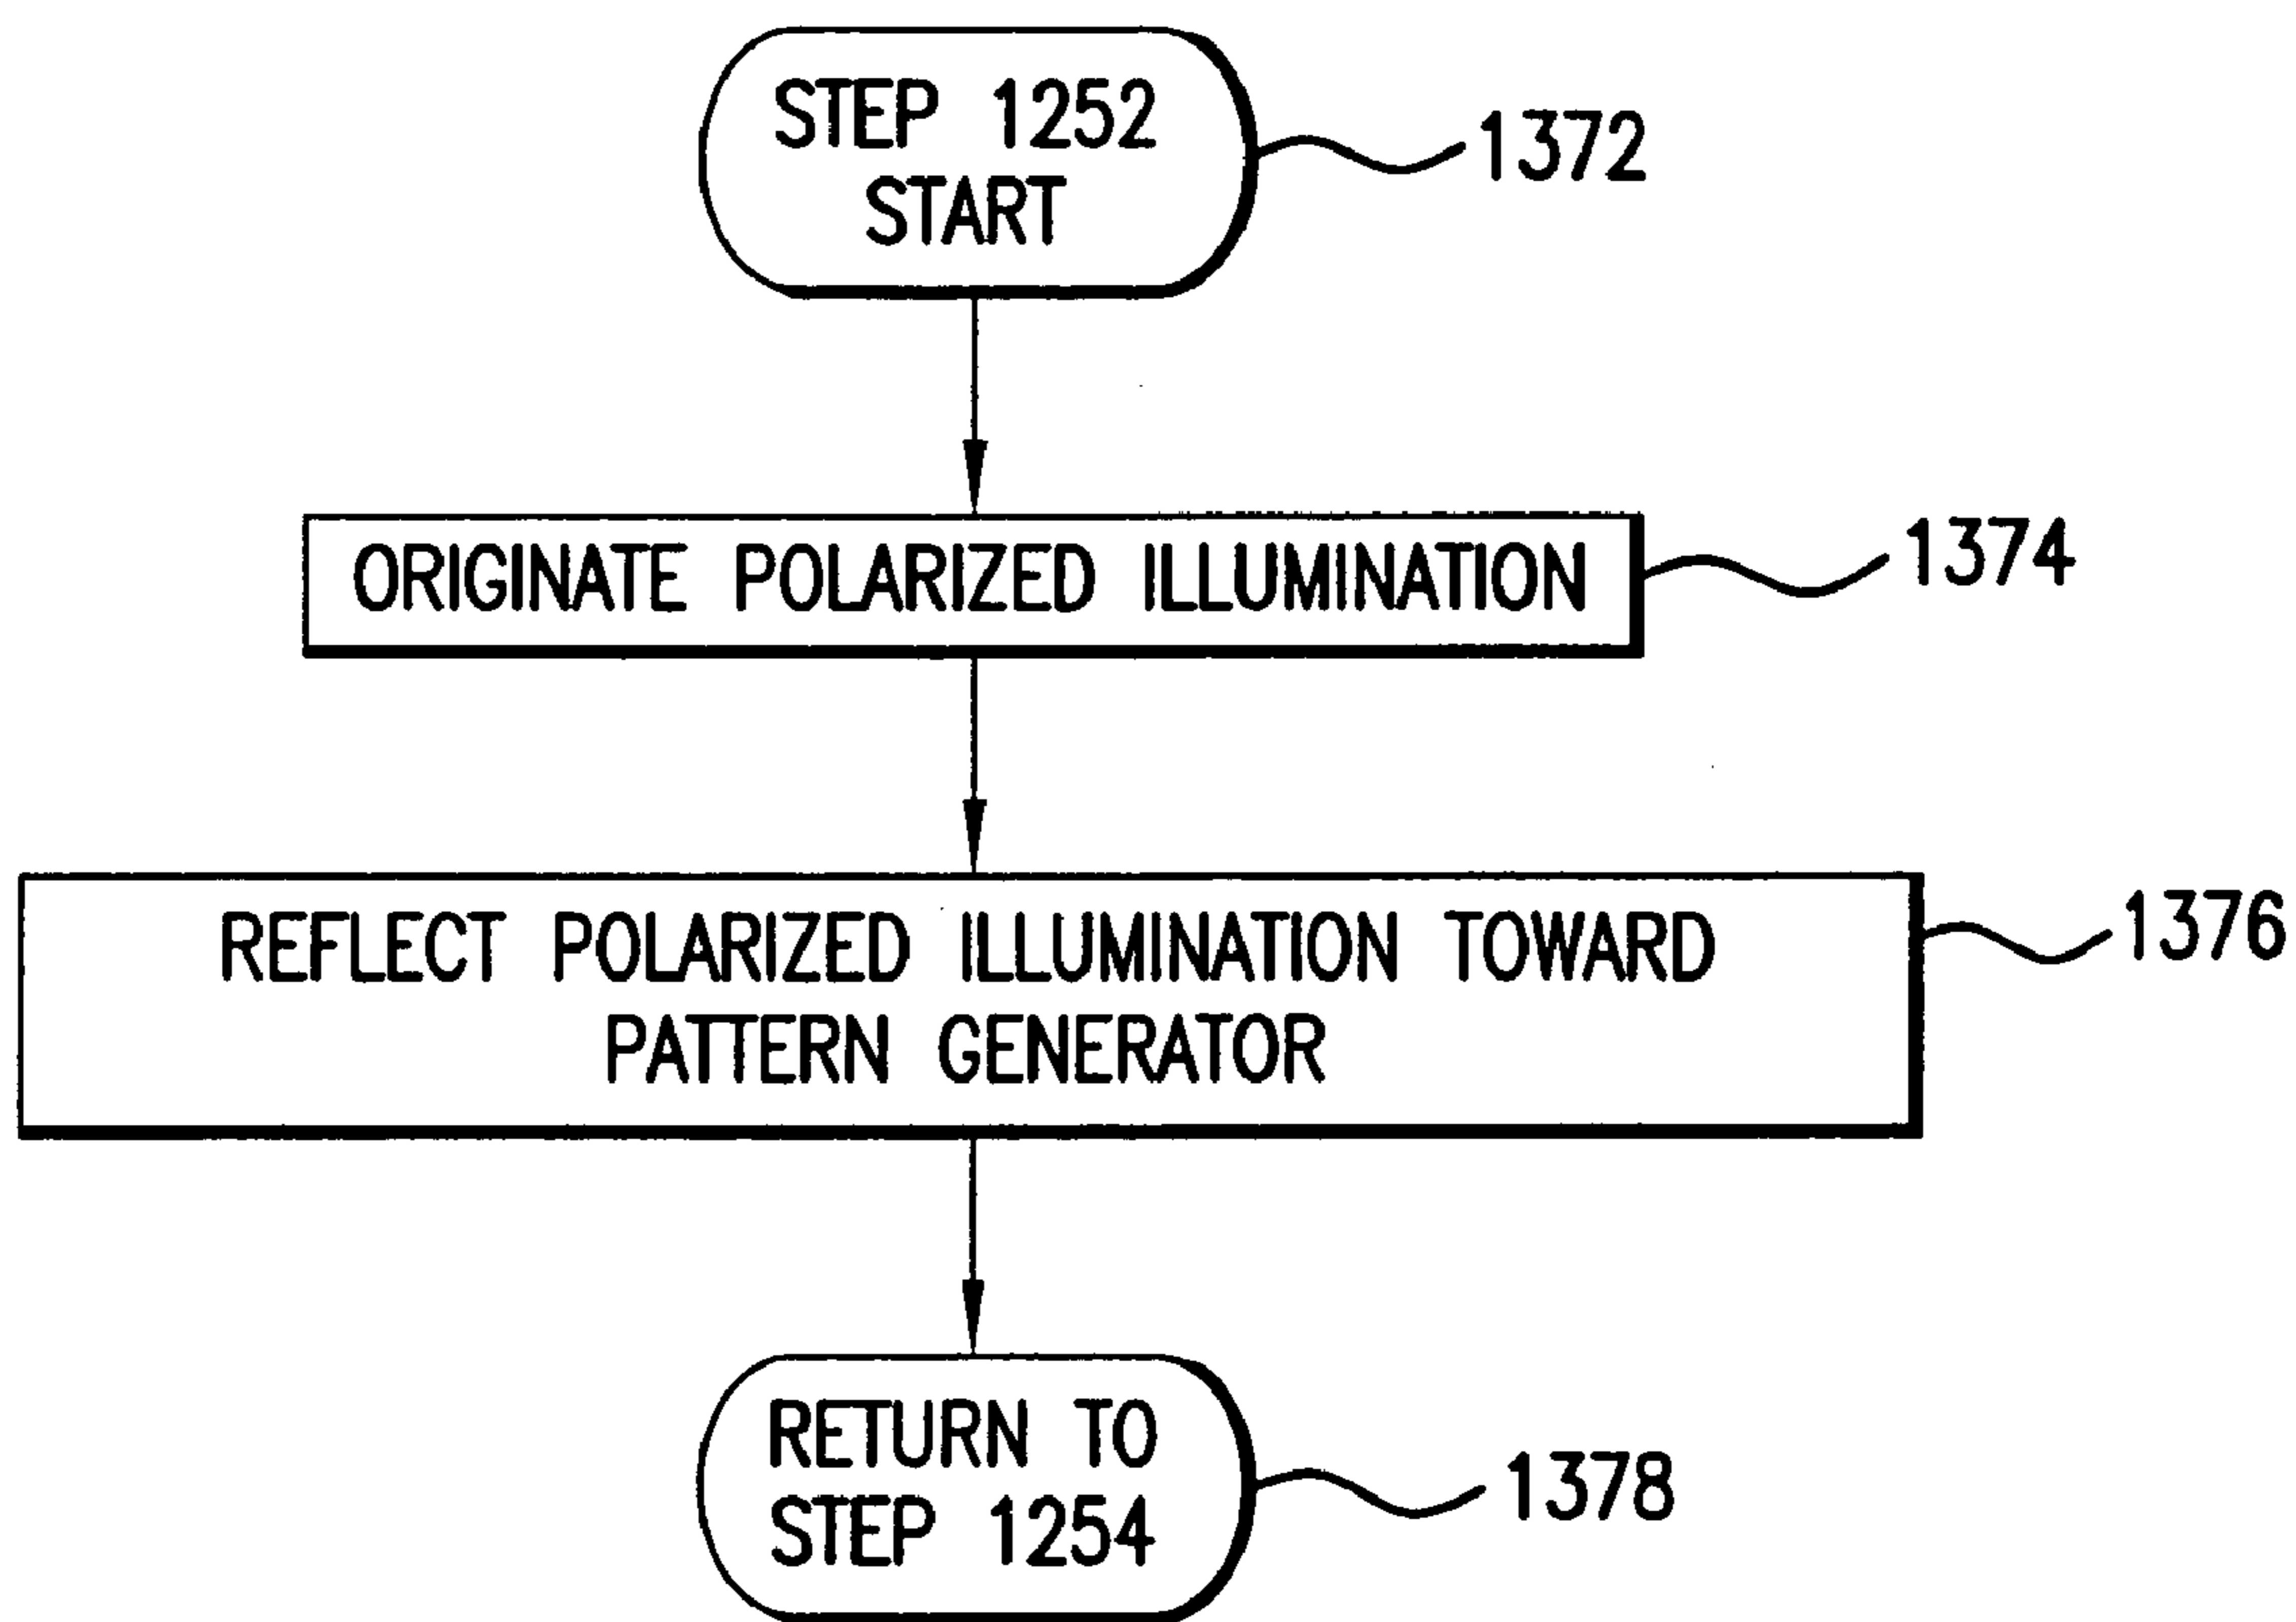 STEP 1252
START
1372
ORIGINATE POLARIZED ILLUMINATION
1374
REFLECT POLARIZED ILLUMINATION TOWARD
PATTERN GENERATOR
1376
RETURN TO
STEP 1254
1378